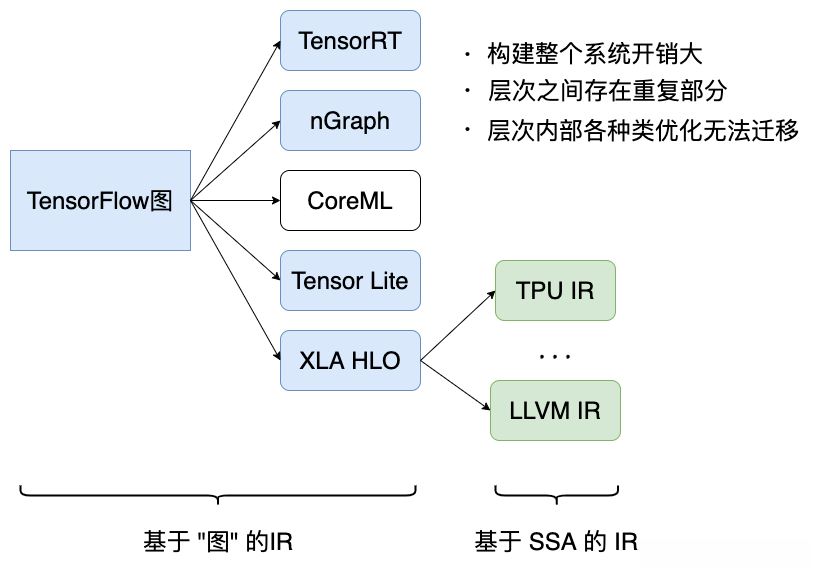 TensorRT
· 构建整个系统开销大
nGraph
· 层次之间存在重复部分
· 层次内部各种类优化无法迁移
TensorFlow图
CoreML
Tensor Lite
TPU IR
XLA HLO
···
LLVM IR
基于 "图" 的IR
基于 SSA 的 IR